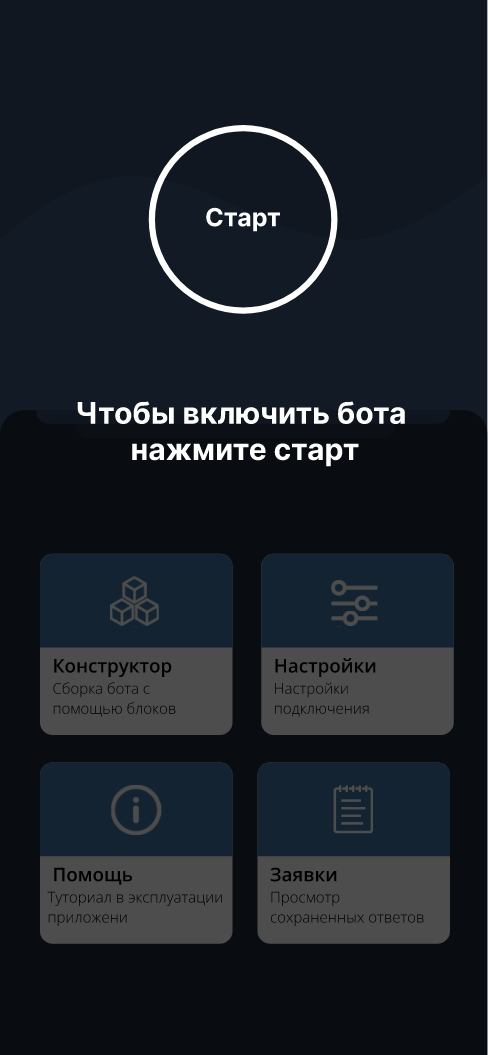 Старт
Чтобы включить бота
нажмите старт
Конструктор
Сборка бота с
помощью блоков
Настройки
Настройки
подключения
Помощь
Туториал в эксплуатации
приложени
Заявки
Просмотр
сохраненных ответов